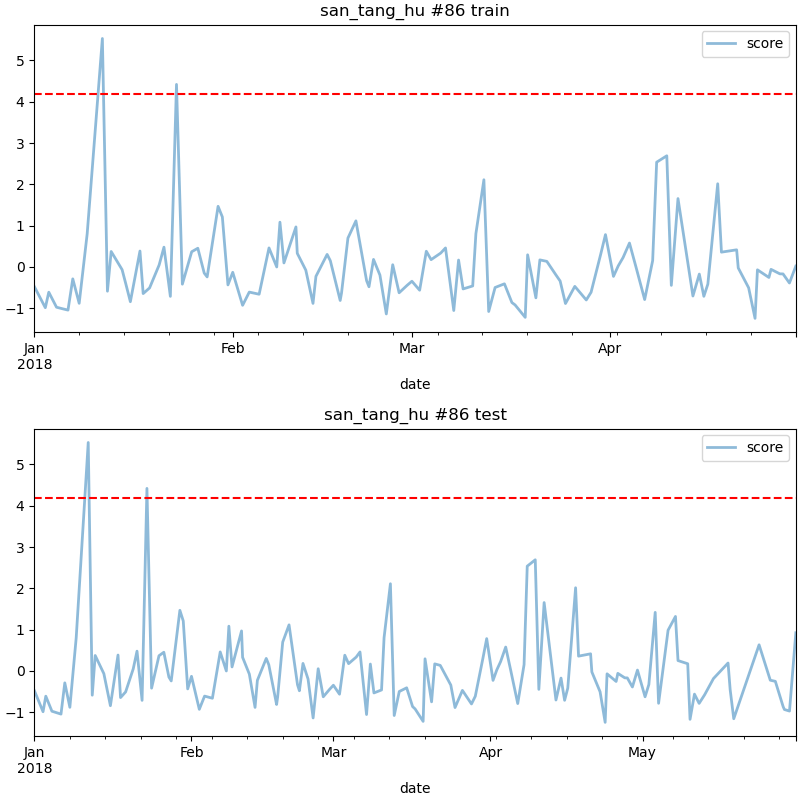 san_tang_hu #86 train
score
5
4
3
2
1
0
−1
Jan
2018
Feb
Mar
Apr
date
san_tang_hu #86 test
score
5
4
3
2
1
0
−1
Jan
2018
Feb
Mar
Apr
May
date